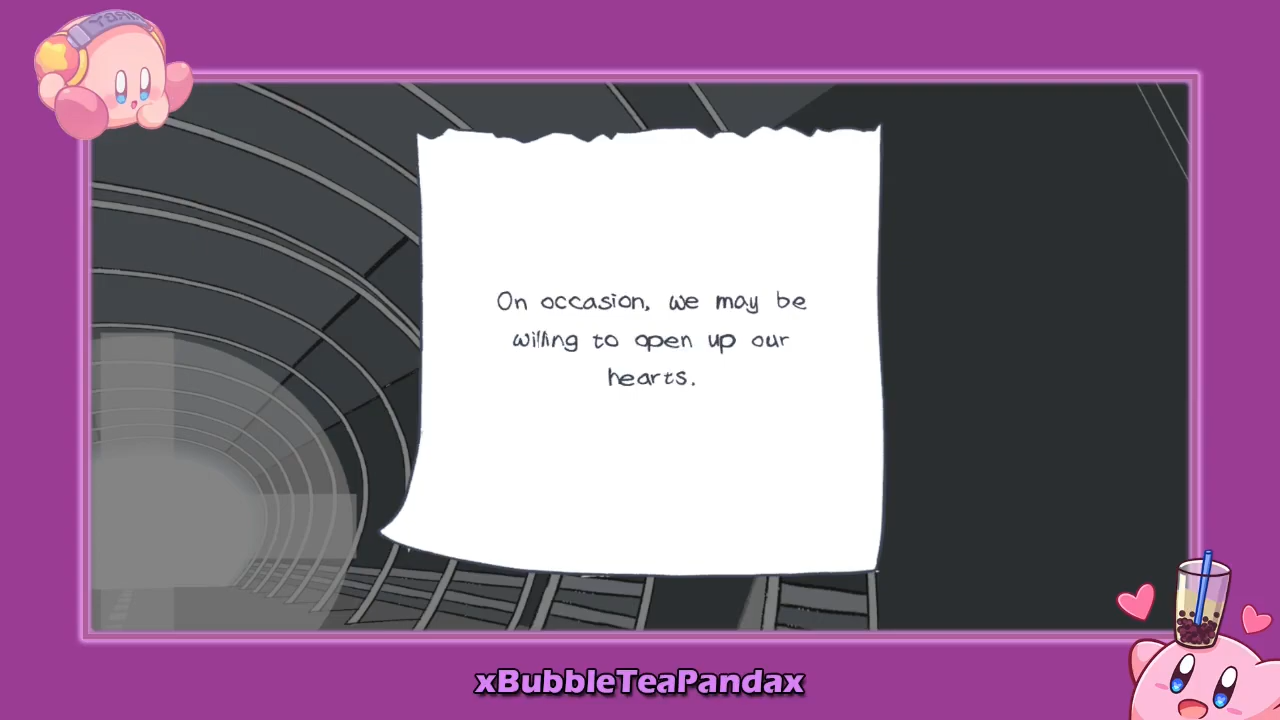 On occasion, we may be
willing to open up our
hearts.
xBubbleTeaPandax